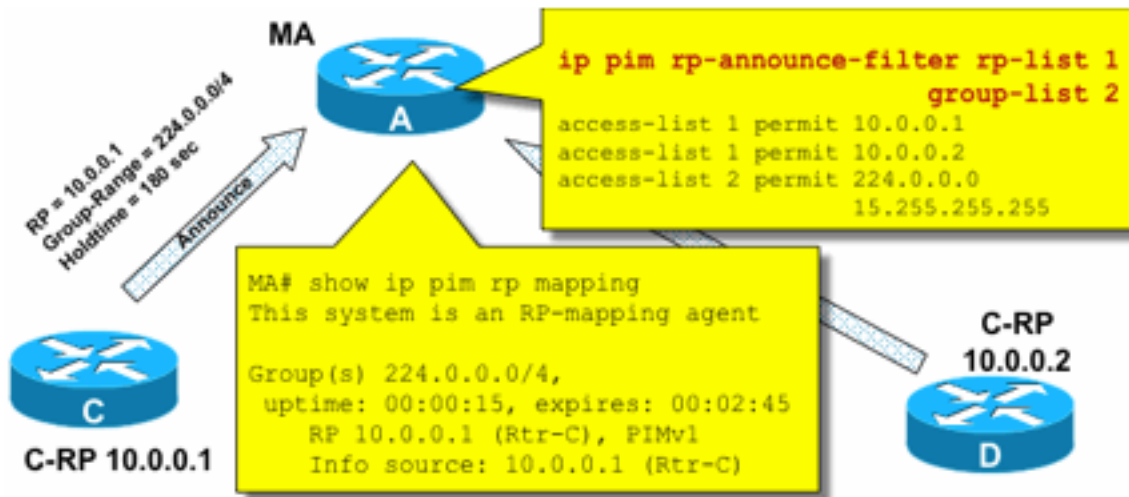 MA
A
ip pim rp-announce-filter rp-list 1
group-list 2
access-list 1 permit 10.0.0.1
access-list 1 permit 10.0.0.2
access-list 2 permit 224.0.0.0
15.255.255.255
RP = 10.0.0.1
Group-Range = 224.0.0.0/4
Holdtime = 180 sec
Announce
MA# show ip pim rp mapping
This system is an RP-mapping agent
Group(s) 224.0.0.0/4,
uptime: 00:00:15, expires: 00:02:45
RP 10.0.0.1 (Rtr-C), PIMv1
Info source: 10.0.0.1 (Rtr-C)
C
C-RP 10.0.0.1
C-RP
10.0.0.2
D